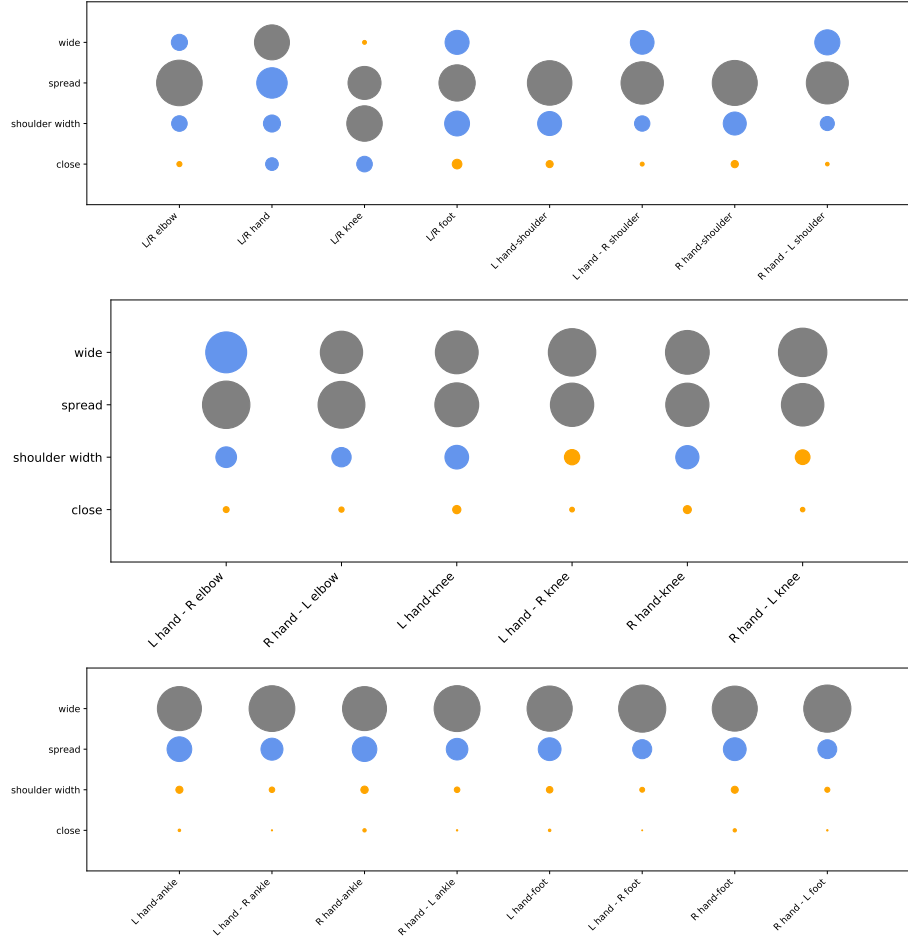 wide
spread
shoulder width
close
L/R elbow
L/R hand
L/R knee
L/R foot
L hand-shoulder
L hand - R shoulder
R hand-shoulder
R hand - L shoulder
wide
spread
shoulder width
close
L hand - R elbow
R hand - L elbow
L hand-knee
L hand - R knee
R hand-knee
R hand - L knee
wide
spread
shoulder width
close
L hand-ankle
L hand - R ankle
R hand-ankle
R hand - L ankle
L hand-foot
L hand - R foot
R hand-foot
R hand - L foot